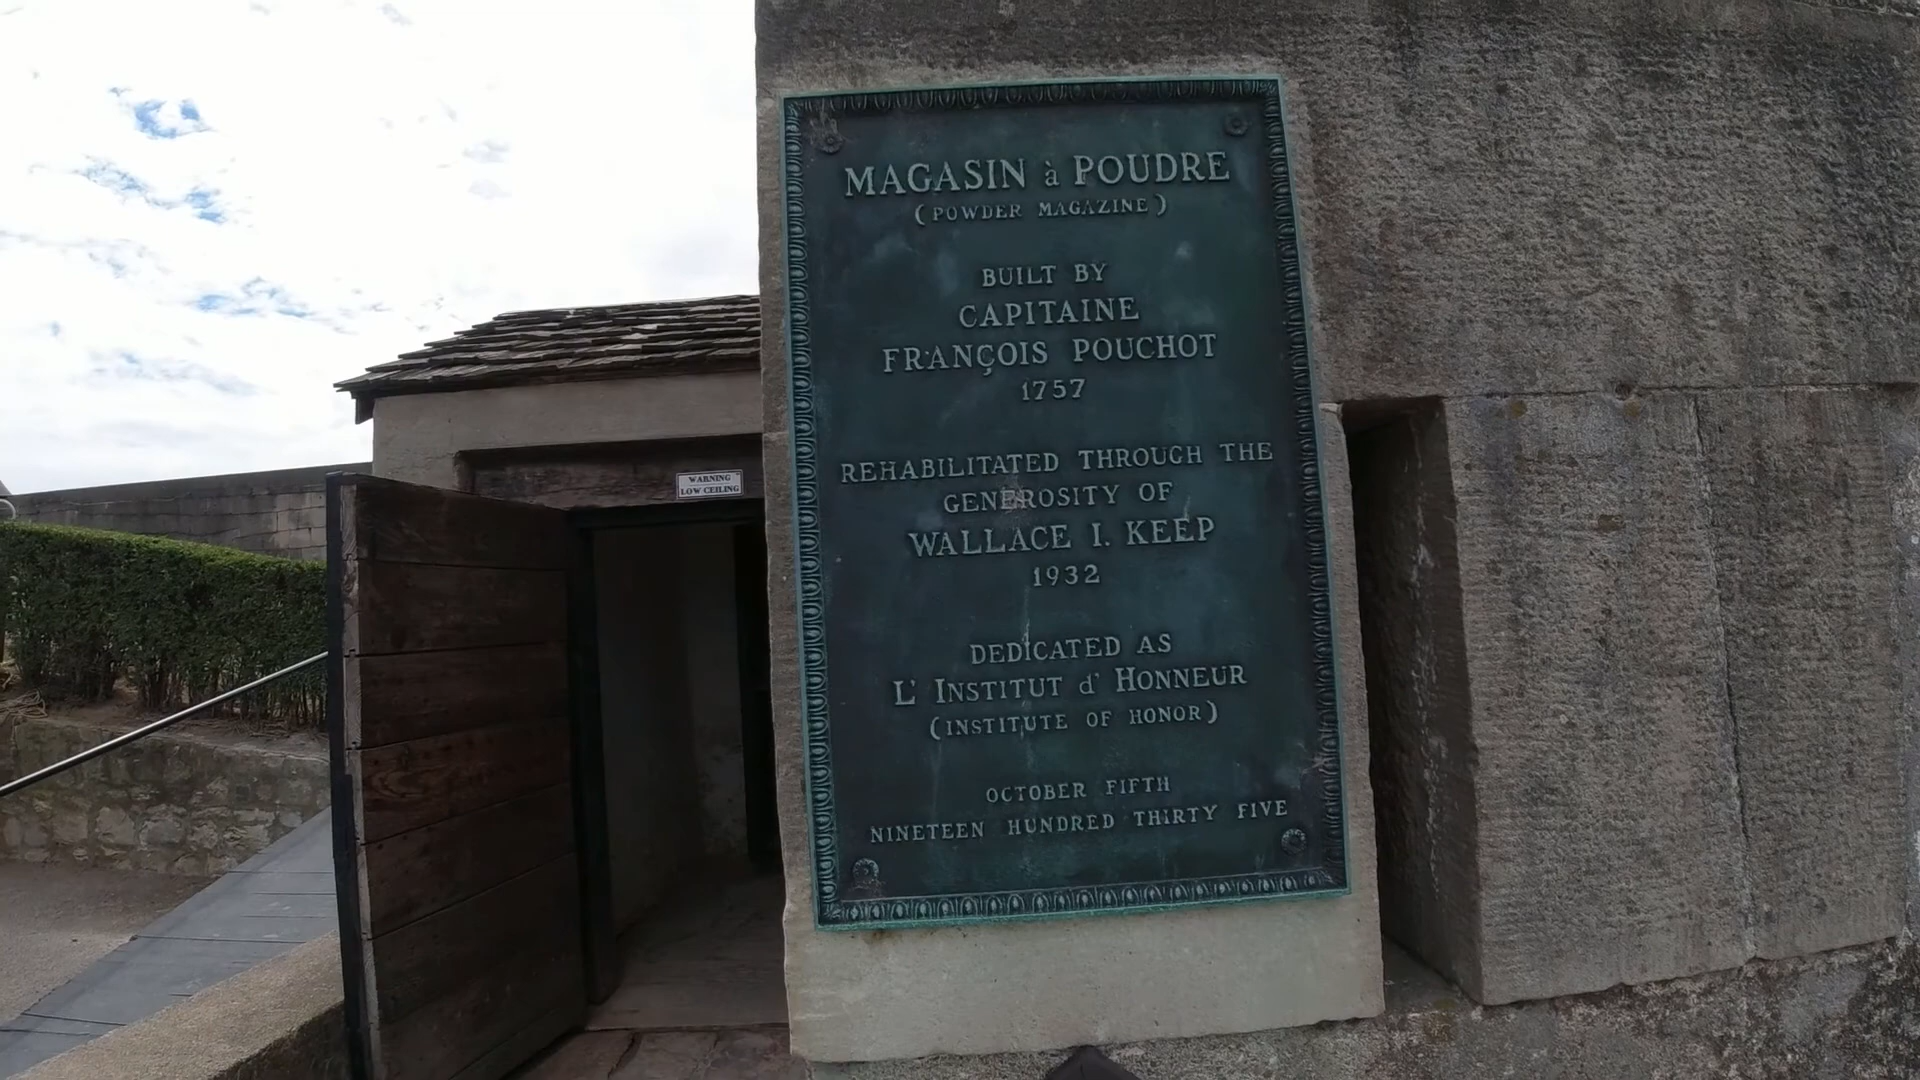 MAGASIN à POUDRE
(POWDER MAGAZINE)
BUILT BY
CAPITAINE
FRANÇOIS POUCHOT
1757
REHABILITATED THROUGH THE
GENEROSITY OF
WALLACE I. KEEP
1932
DEDICATED AS
L' INSTITUT d' HONNEUR
(INSTITUTE OF HONOR)
OCTOBER FIFTH
NINETEEN HUNDRED THIRTY FIVE
WARNING
LOW CEILING